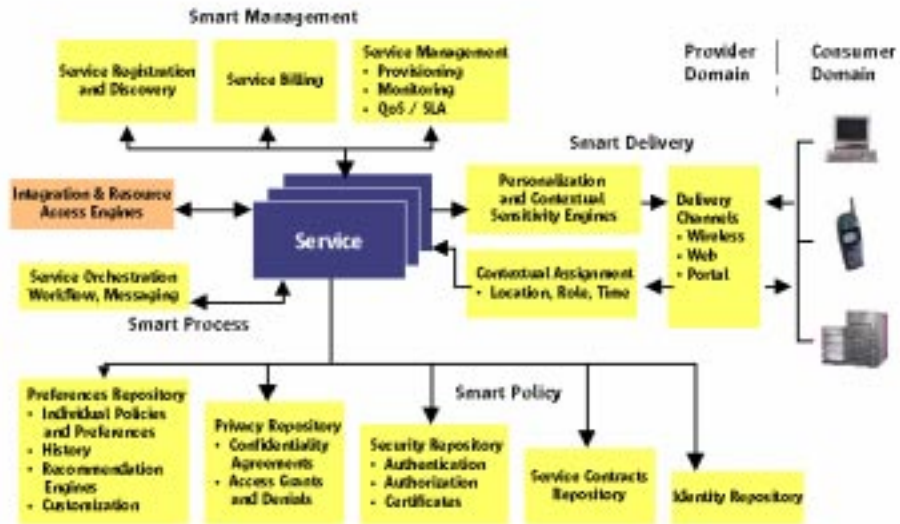 Smart Management
Service Registration
and Discovery
Service Billing
Service Management
• Provisioning
• Monitoring
• QoS / SLA
Provider
Domain
Consumer
Domain
Smart Delivery
Integration & Resource
Access Engines
Service
Personalization
and Contextual
Sensitivity Engines
Delivery
Channels
• Wireless
• Web
• Portal
Service Orchestration
Workflow, Messaging
Contextual Assignment
• Location, Role, Time
Smart Process
Smart Policy
Preferences Repository
• Individual Policies
and Preferences
• History
• Recommendation
Engines
• Customization
Privacy Repository
• Confidentiality
Agreements
• Access Grants
and Denials
Security Repository
• Authentication
• Authorization
• Certificates
Service Contracts
Repository
Identity Repository